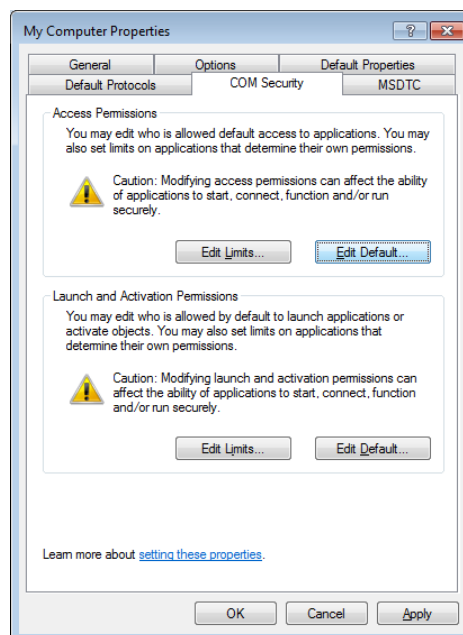 My Computer Properties
General Options Default Properties
Default Protocols COM Security MSDTC
Access Permissions
You may edit who is allowed default access to applications. You may
also set limits on applications that determine their own permissions.
Caution: Modifying access permissions can affect the ability
of applications to start, connect, function and/or run
securely.
Edit Limits... Edit Default...
Launch and Activation Permissions
You may edit who is allowed by default to launch applications or
activate objects. You may also set limits on applications that
determine their own permissions.
Caution: Modifying launch and activation permissions can
affect the ability of applications to start, connect, function
and/or run securely.
Edit Limits... Edit Default...
Learn more about setting these properties.
OK Cancel Apply